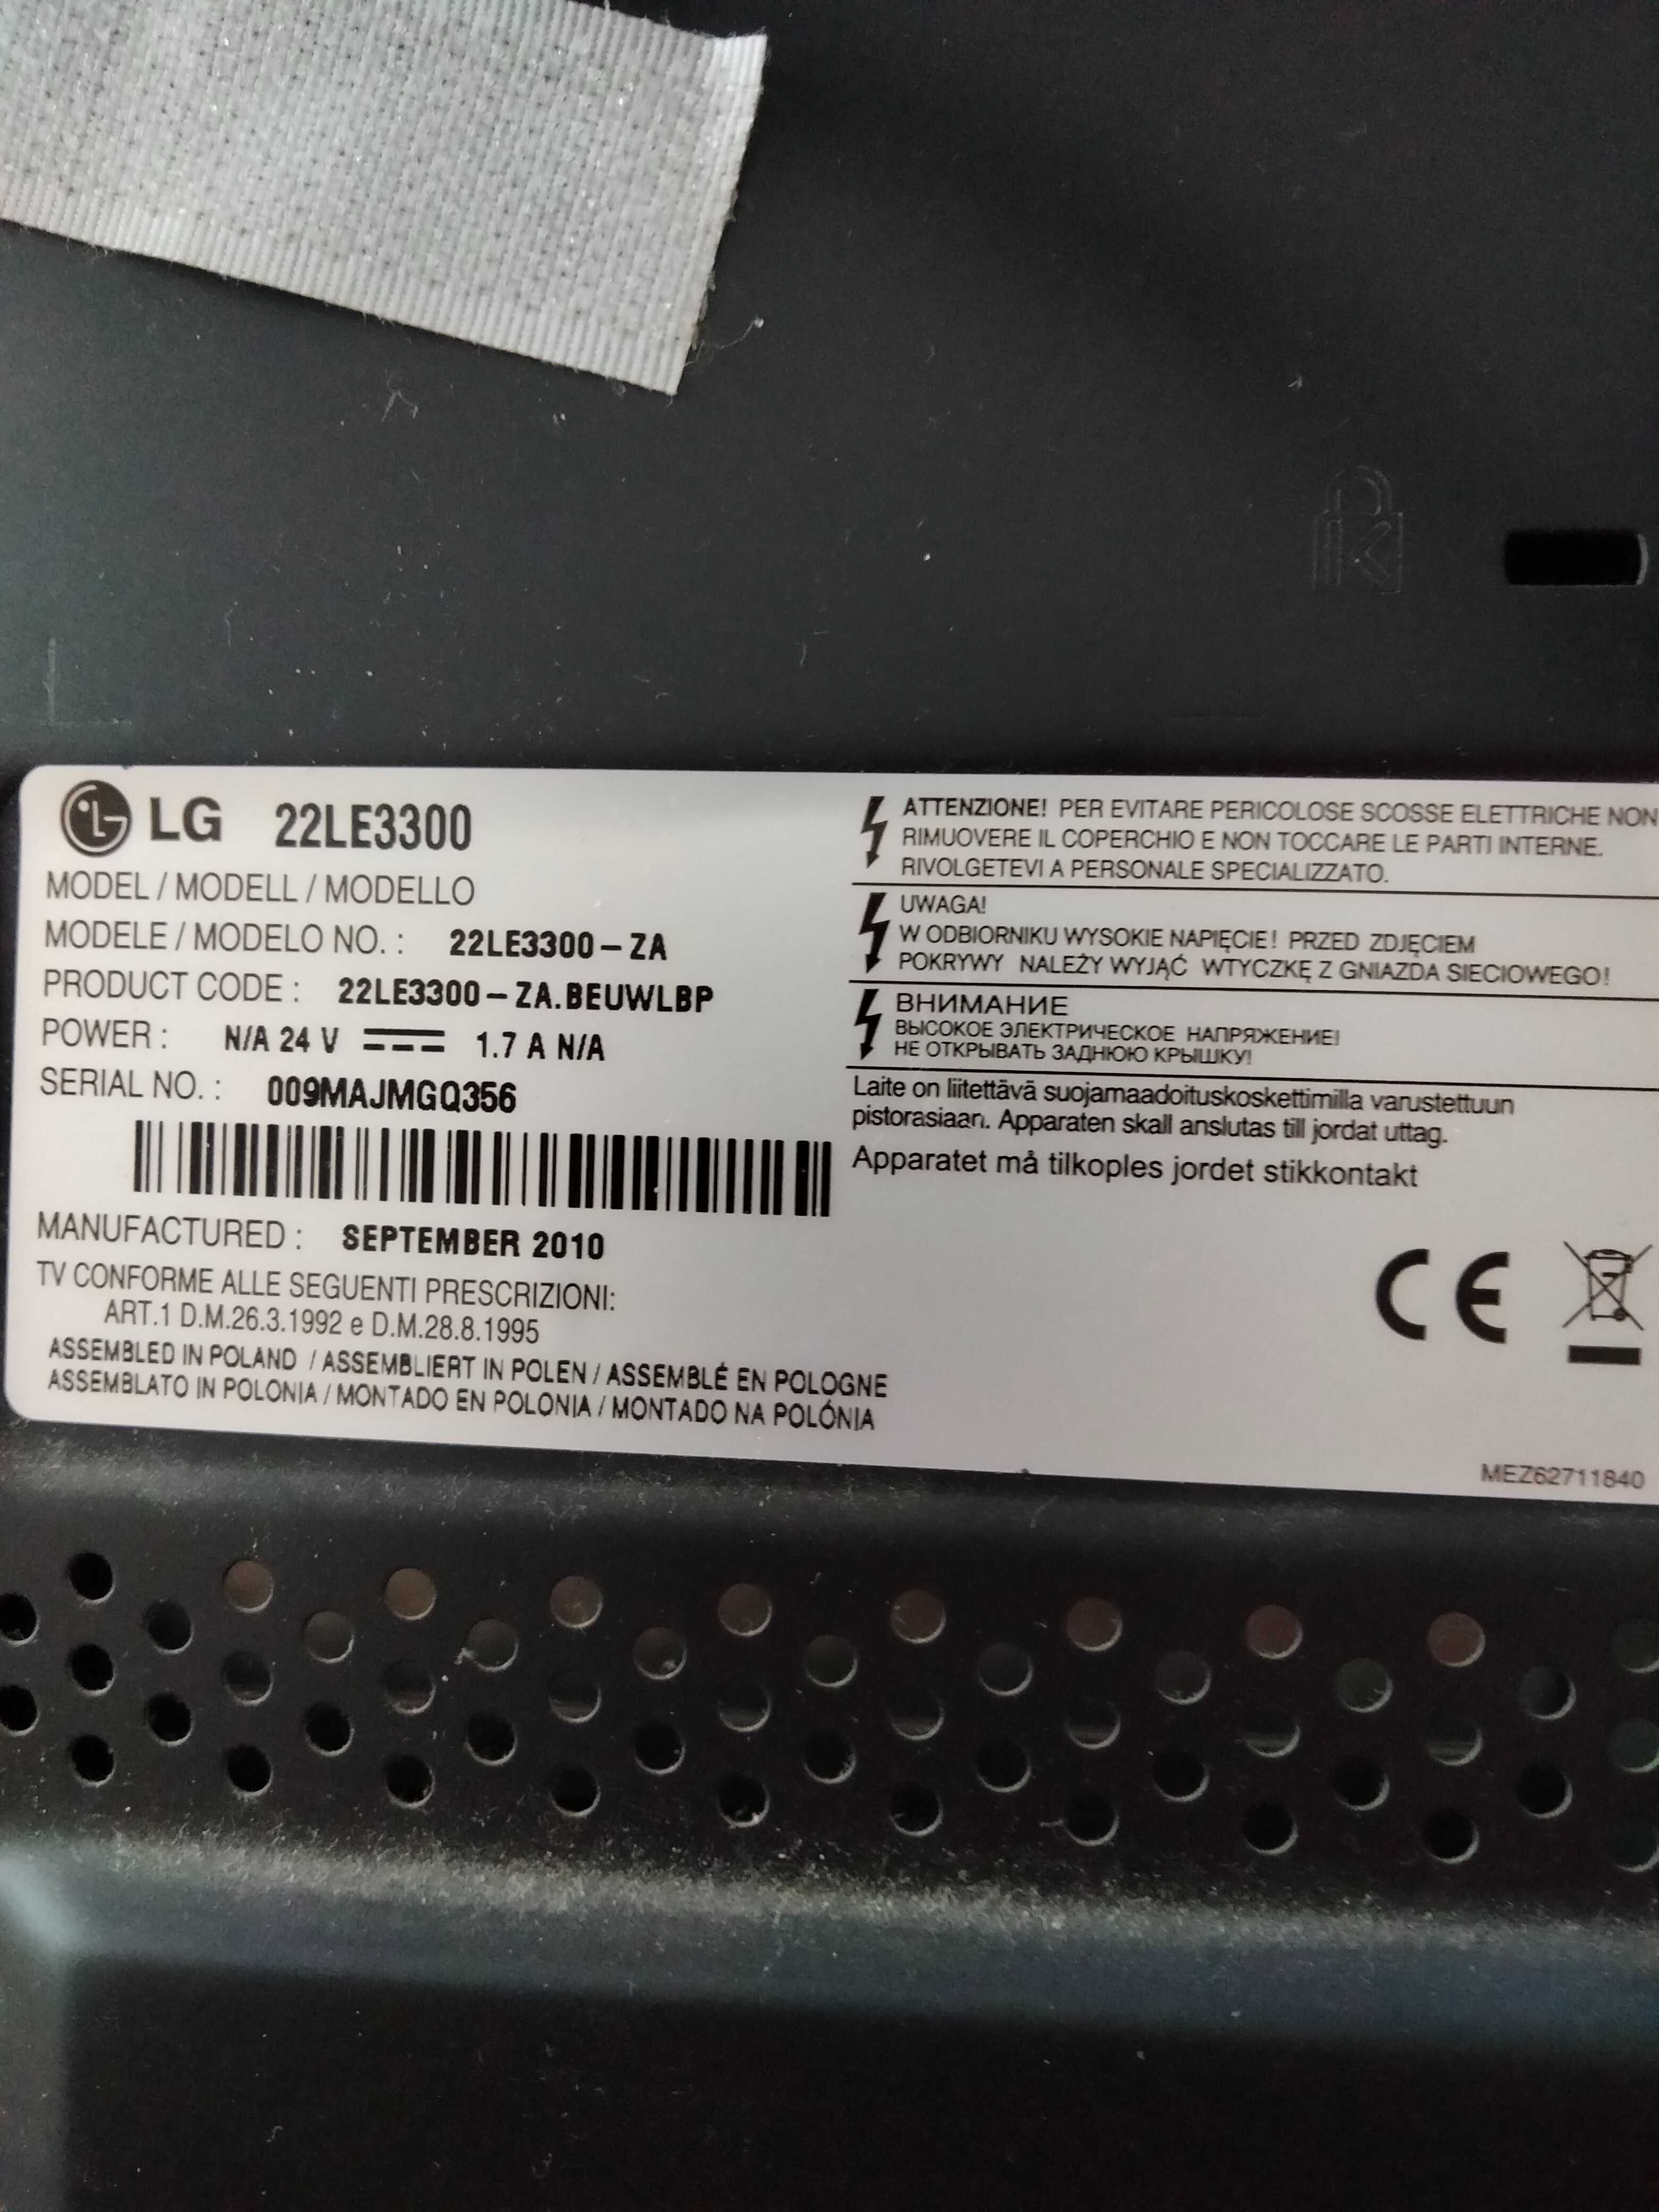 LG 22LE3300
MODEL / MODELL / MODELLO
MODELE / MODELO NO. : 22LE3300-ZA
PRODUCT CODE : 22LE3300-ZA.BEUWLBP
POWER : N/A 24 V 1.7 A N/A
SERIAL NO. : 009MAJMGQ356
MANUFACTURED : SEPTEMBER 2010
TV CONFORME ALLE SEGUENTI PRESCRIZIONI:
ART.1 D.M.26.3.1992 e D.M.28.8.1995
ASSEMBLED IN POLAND / ASSEMBLIERT IN POLEN / ASSEMBLÉ EN POLOGNE
ASSEMBLATO IN POLONIA / MONTADO EN POLONIA / MONTADO NA POLÓNIA
ATTENZIONE! PER EVITARE PERICOLOSE SCOSSE ELETTRICHE NON
RIMUOVERE IL COPERCHIO E NON TOCCARE LE PARTI INTERNE.
RIVOLGETEVI A PERSONALE SPECIALIZZATO.
UWAGA!
W ODBIORNIKU WYSOKIE NAPIĘCIE! PRZED ZDJĘCIEM
POKRYWY NALEŻY WYJĄĆ WTYCZKĘ Z GNIAZDA SIECIOWEGO!
ВНИМАНИЕ
ВЫСОКОЕ ЭЛЕКТРИЧЕСКОЕ НАПРЯЖЕНИЕ!
НЕ ОТКРЫВАТЬ ЗАДНЮЮ КРЫШКУ!
Laite on liitettävä suojamaadoituskoskettimilla varustettuun
pistorasiaan. Apparaten skall anslutas till jordat uttag.
Apparatet må tilkoples jordet stikkontakt
CE
MEZ62711840
K